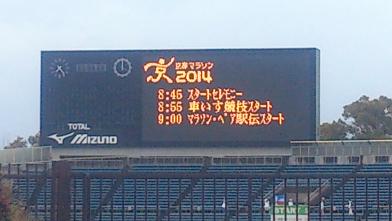 京都マラソン
2014
8:45 スタートセレモニー
8:55 車いす競技スタート
9:00 マラソン・ペア駅伝スタート
TOTAL
MIZUNO